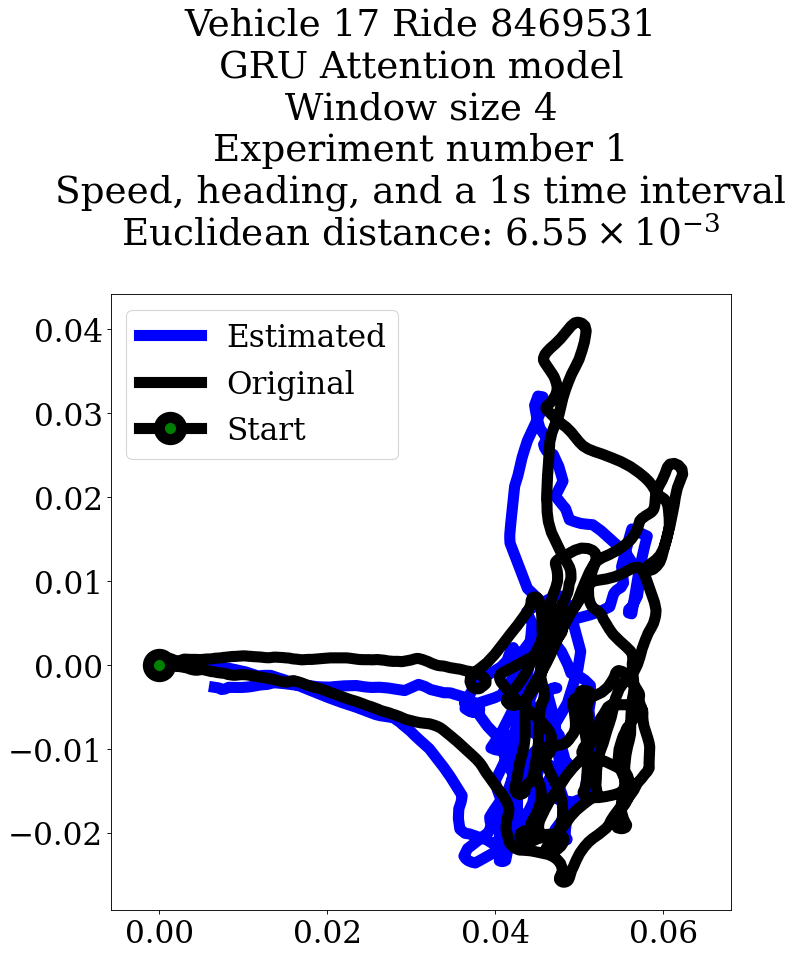 Vehicle 17 Ride 8469531
GRU Attention model
Window size 4
Experiment number 1
Speed, heading, and a 1s time interval
Euclidean distance: 6.55 × 10⁻³
Estimated
Original
Start
0.04
0.03
0.02
0.01
0.00
−0.01
−0.02
0.00 0.02 0.04 0.06